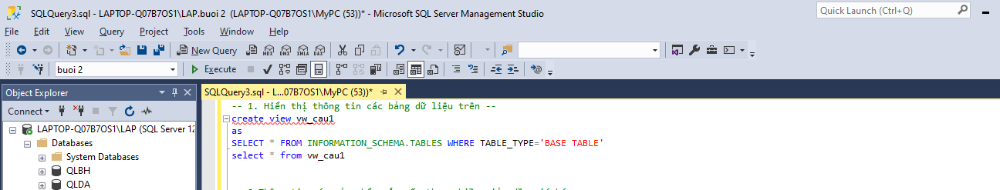 SQLQuery3.sql - LAPTOP-Q07B7OS1\LAP.buoi 2 (LAPTOP-Q07B7OS1\MyPC (53))* - Microsoft SQL Server Management Studio
Quick Launch (Ctrl+Q)
File Edit View Query Project Tools Window Help
New Query MDX DMX XMLA DAX
buoi 2 Execute
Object Explorer
SQLQuery3.sql - L...07B7OS1\MyPC (53))*
Connect
LAPTOP-Q07B7OS1\LAP (SQL Server 12
Databases
System Databases
QLBH
QLDA
-- 1. Hiển thị thông tin các bảng dữ liệu trên --
create view vw_cau1
as
SELECT * FROM INFORMATION_SCHEMA.TABLES WHERE TABLE_TYPE='BASE TABLE'
select * from vw_cau1